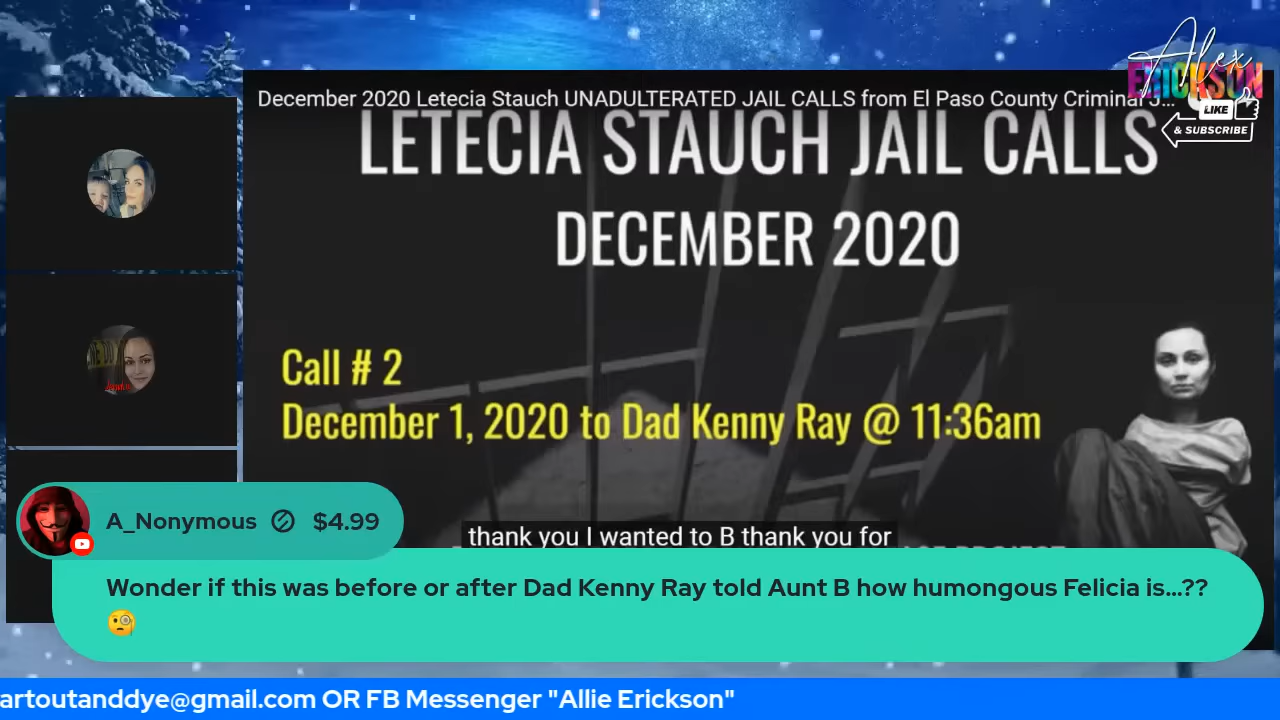 Alex
ERICKSON
LIKE
& SUBSCRIBE
December 2020 Letecia Stauch UNADULTERATED JAIL CALLS from El Paso County Criminal J...
LETECIA STAUCH JAIL CALLS
DECEMBER 2020
Call # 2
December 1, 2020 to Dad Kenny Ray @ 11:36am
thank you I wanted to B thank you for
A_Nonymous $4.99
Wonder if this was before or after Dad Kenny Ray told Aunt B how humongous Felicia is...??
🧐
artoutanddye@gmail.com OR FB Messenger "Allie Erickson"